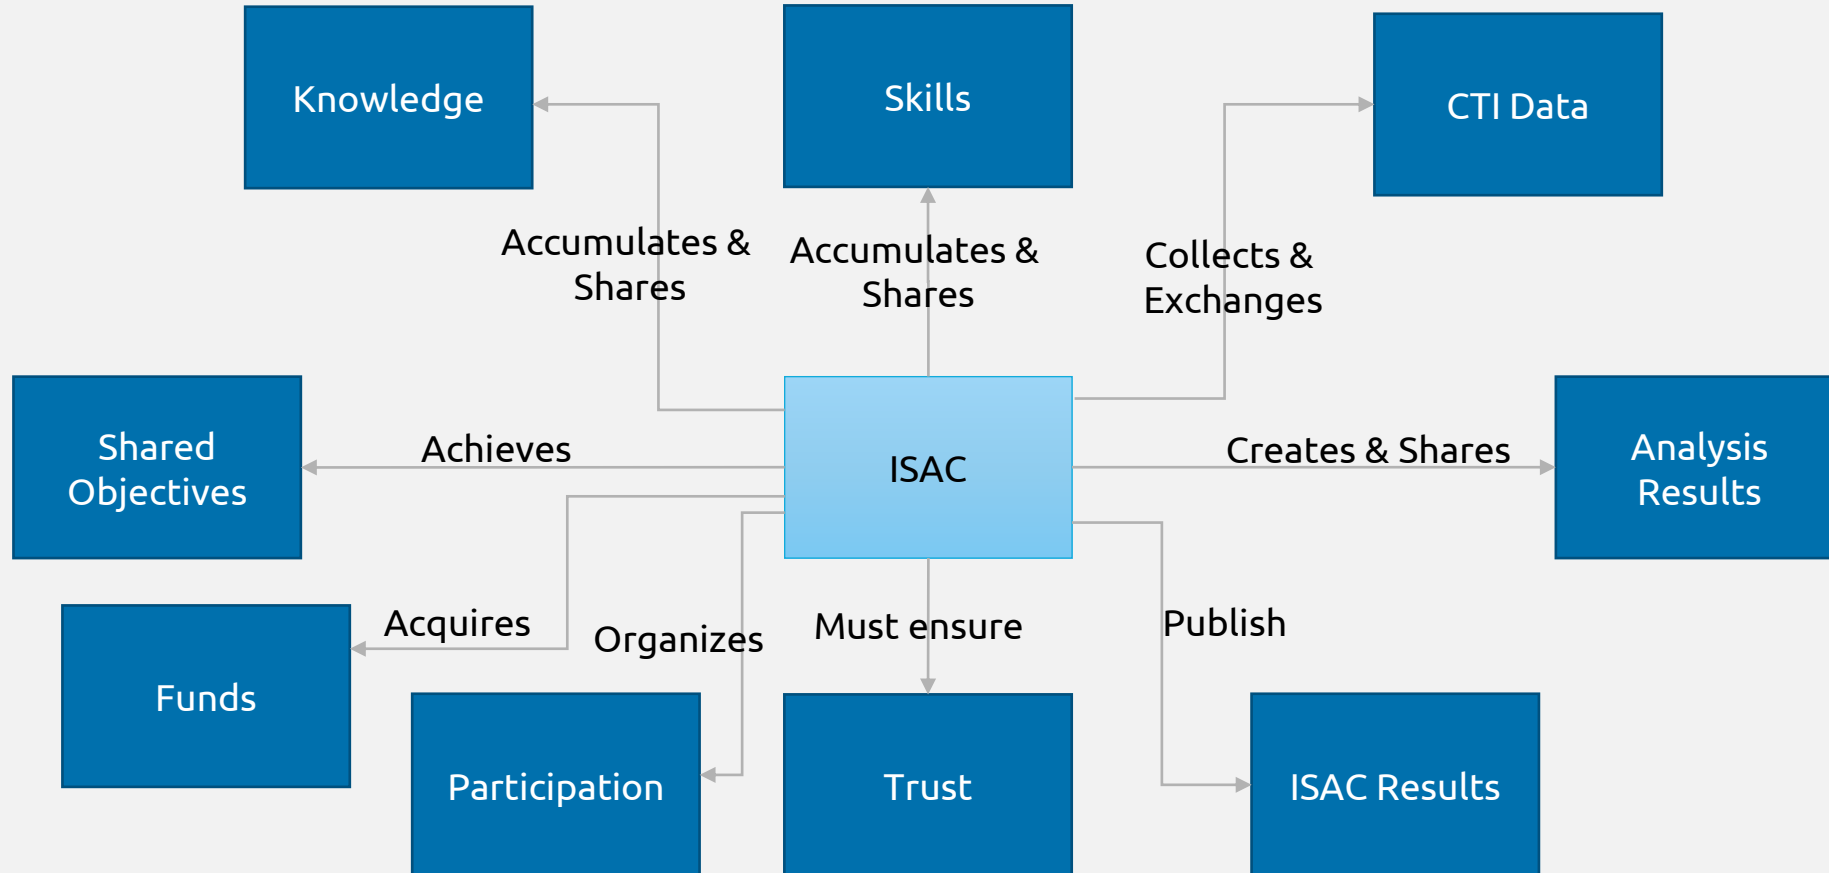 Knowledge
Skills
CTI Data
Accumulates &
Shares
Accumulates &
Shares
Collects &
Exchanges
Shared
Objectives
Achieves
ISAC
Creates & Shares
Analysis
Results
Acquires
Organizes
Must ensure
Publish
Funds
Participation
Trust
ISAC Results